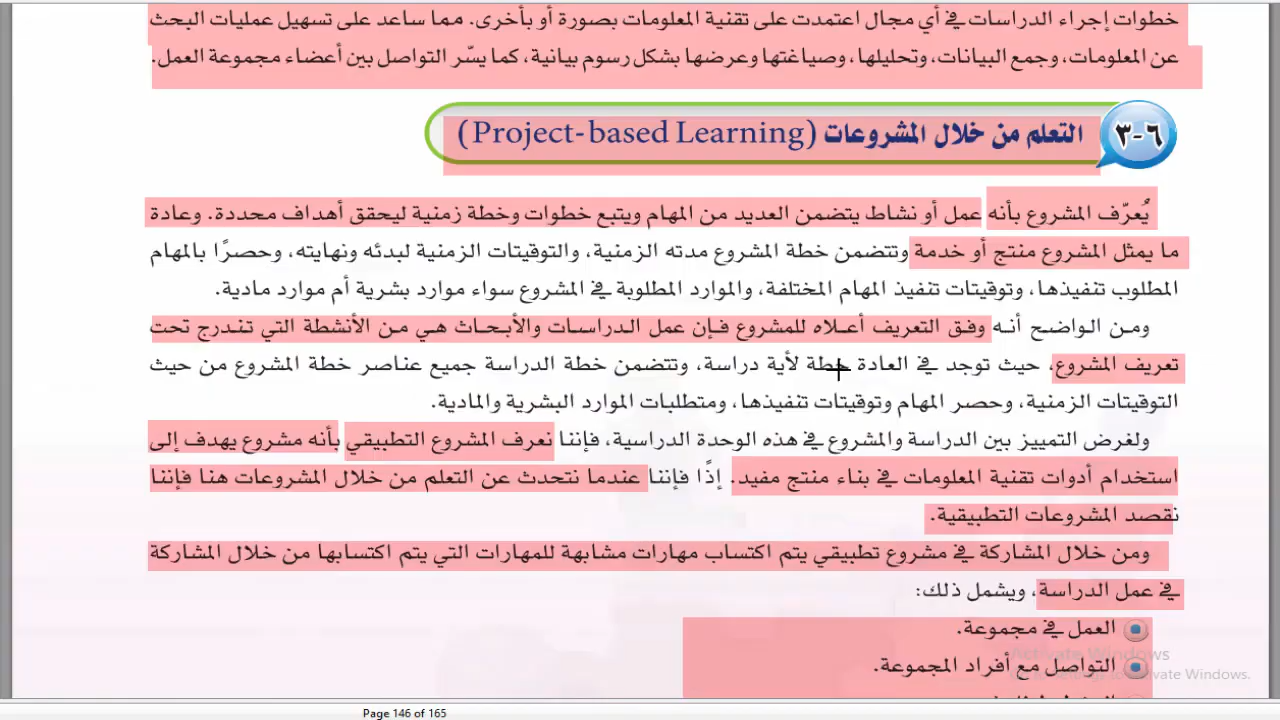 خطوات إجراء الدراسات في أي مجال اعتمدت على تقنية المعلومات بصورة أو بأخرى. مما ساعد على تسهيل عمليات البحث
عن المعلومات، وجمع البيانات، وتحليلها، وصياغتها وعرضها بشكل رسوم بيانية، كما يسّر التواصل بين أعضاء مجموعة العمل.
٦-٣ التعلم من خلال المشروعات (Project-based Learning)
يُعرّف المشروع بأنه عمل أو نشاط يتضمن العديد من المهام ويتبع خطوات وخطة زمنية ليحقق أهداف محددة. وعادة
ما يمثل المشروع منتج أو خدمة وتتضمن خطة المشروع مدته الزمنية، والتوقيتات الزمنية لبدئه ونهايته، وحصرًا بالمهام
المطلوب تنفيذها، وتوقيتات تنفيذ المهام المختلفة، والموارد المطلوبة في المشروع سواء موارد بشرية أم موارد مادية.
ومن الواضح أنه وفق التعريف أعلاه للمشروع فإن عمل الدراسات والأبحاث هي من الأنشطة التي تندرج تحت
تعريف المشروع، حيث توجد في العادة خطة لأية دراسة، وتتضمن خطة الدراسة جميع عناصر خطة المشروع من حيث
التوقيتات الزمنية، وحصر المهام وتوقيتات تنفيذها، ومتطلبات الموارد البشرية والمادية.
ولغرض التمييز بين الدراسة والمشروع في هذه الوحدة الدراسية، فإننا نعرف المشروع التطبيقي بأنه مشروع يهدف إلى
استخدام أدوات تقنية المعلومات في بناء منتج مفيد. إذًا فإننا عندما نتحدث عن التعلم من خلال المشروعات هنا فإننا
نقصد المشروعات التطبيقية.
ومن خلال المشاركة في مشروع تطبيقي يتم اكتساب مهارات مشابهة للمهارات التي يتم اكتسابها من خلال المشاركة
في عمل الدراسة، ويشمل ذلك:
العمل في مجموعة.
Activate Windows
التواصل مع أفراد المجموعة.
Activate Windows.
Page 146 of 165